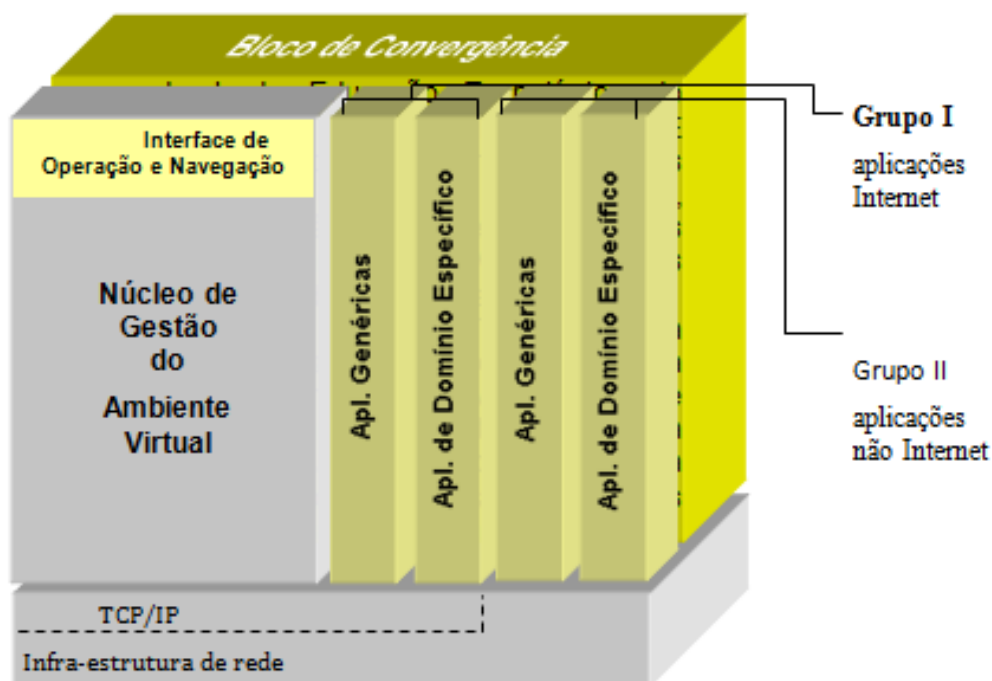 Bloco de Convergência
Interface de
Operação e Navegação
Núcleo de
Gestão
do
Ambiente
Virtual
Apl. Genéricas
Apl. de Domínio Específico
Apl. Genéricas
Apl. de Domínio Específico
Grupo I
aplicações
Internet
Grupo II
aplicações
não Internet
TCP/IP
Infra-estrutura de rede